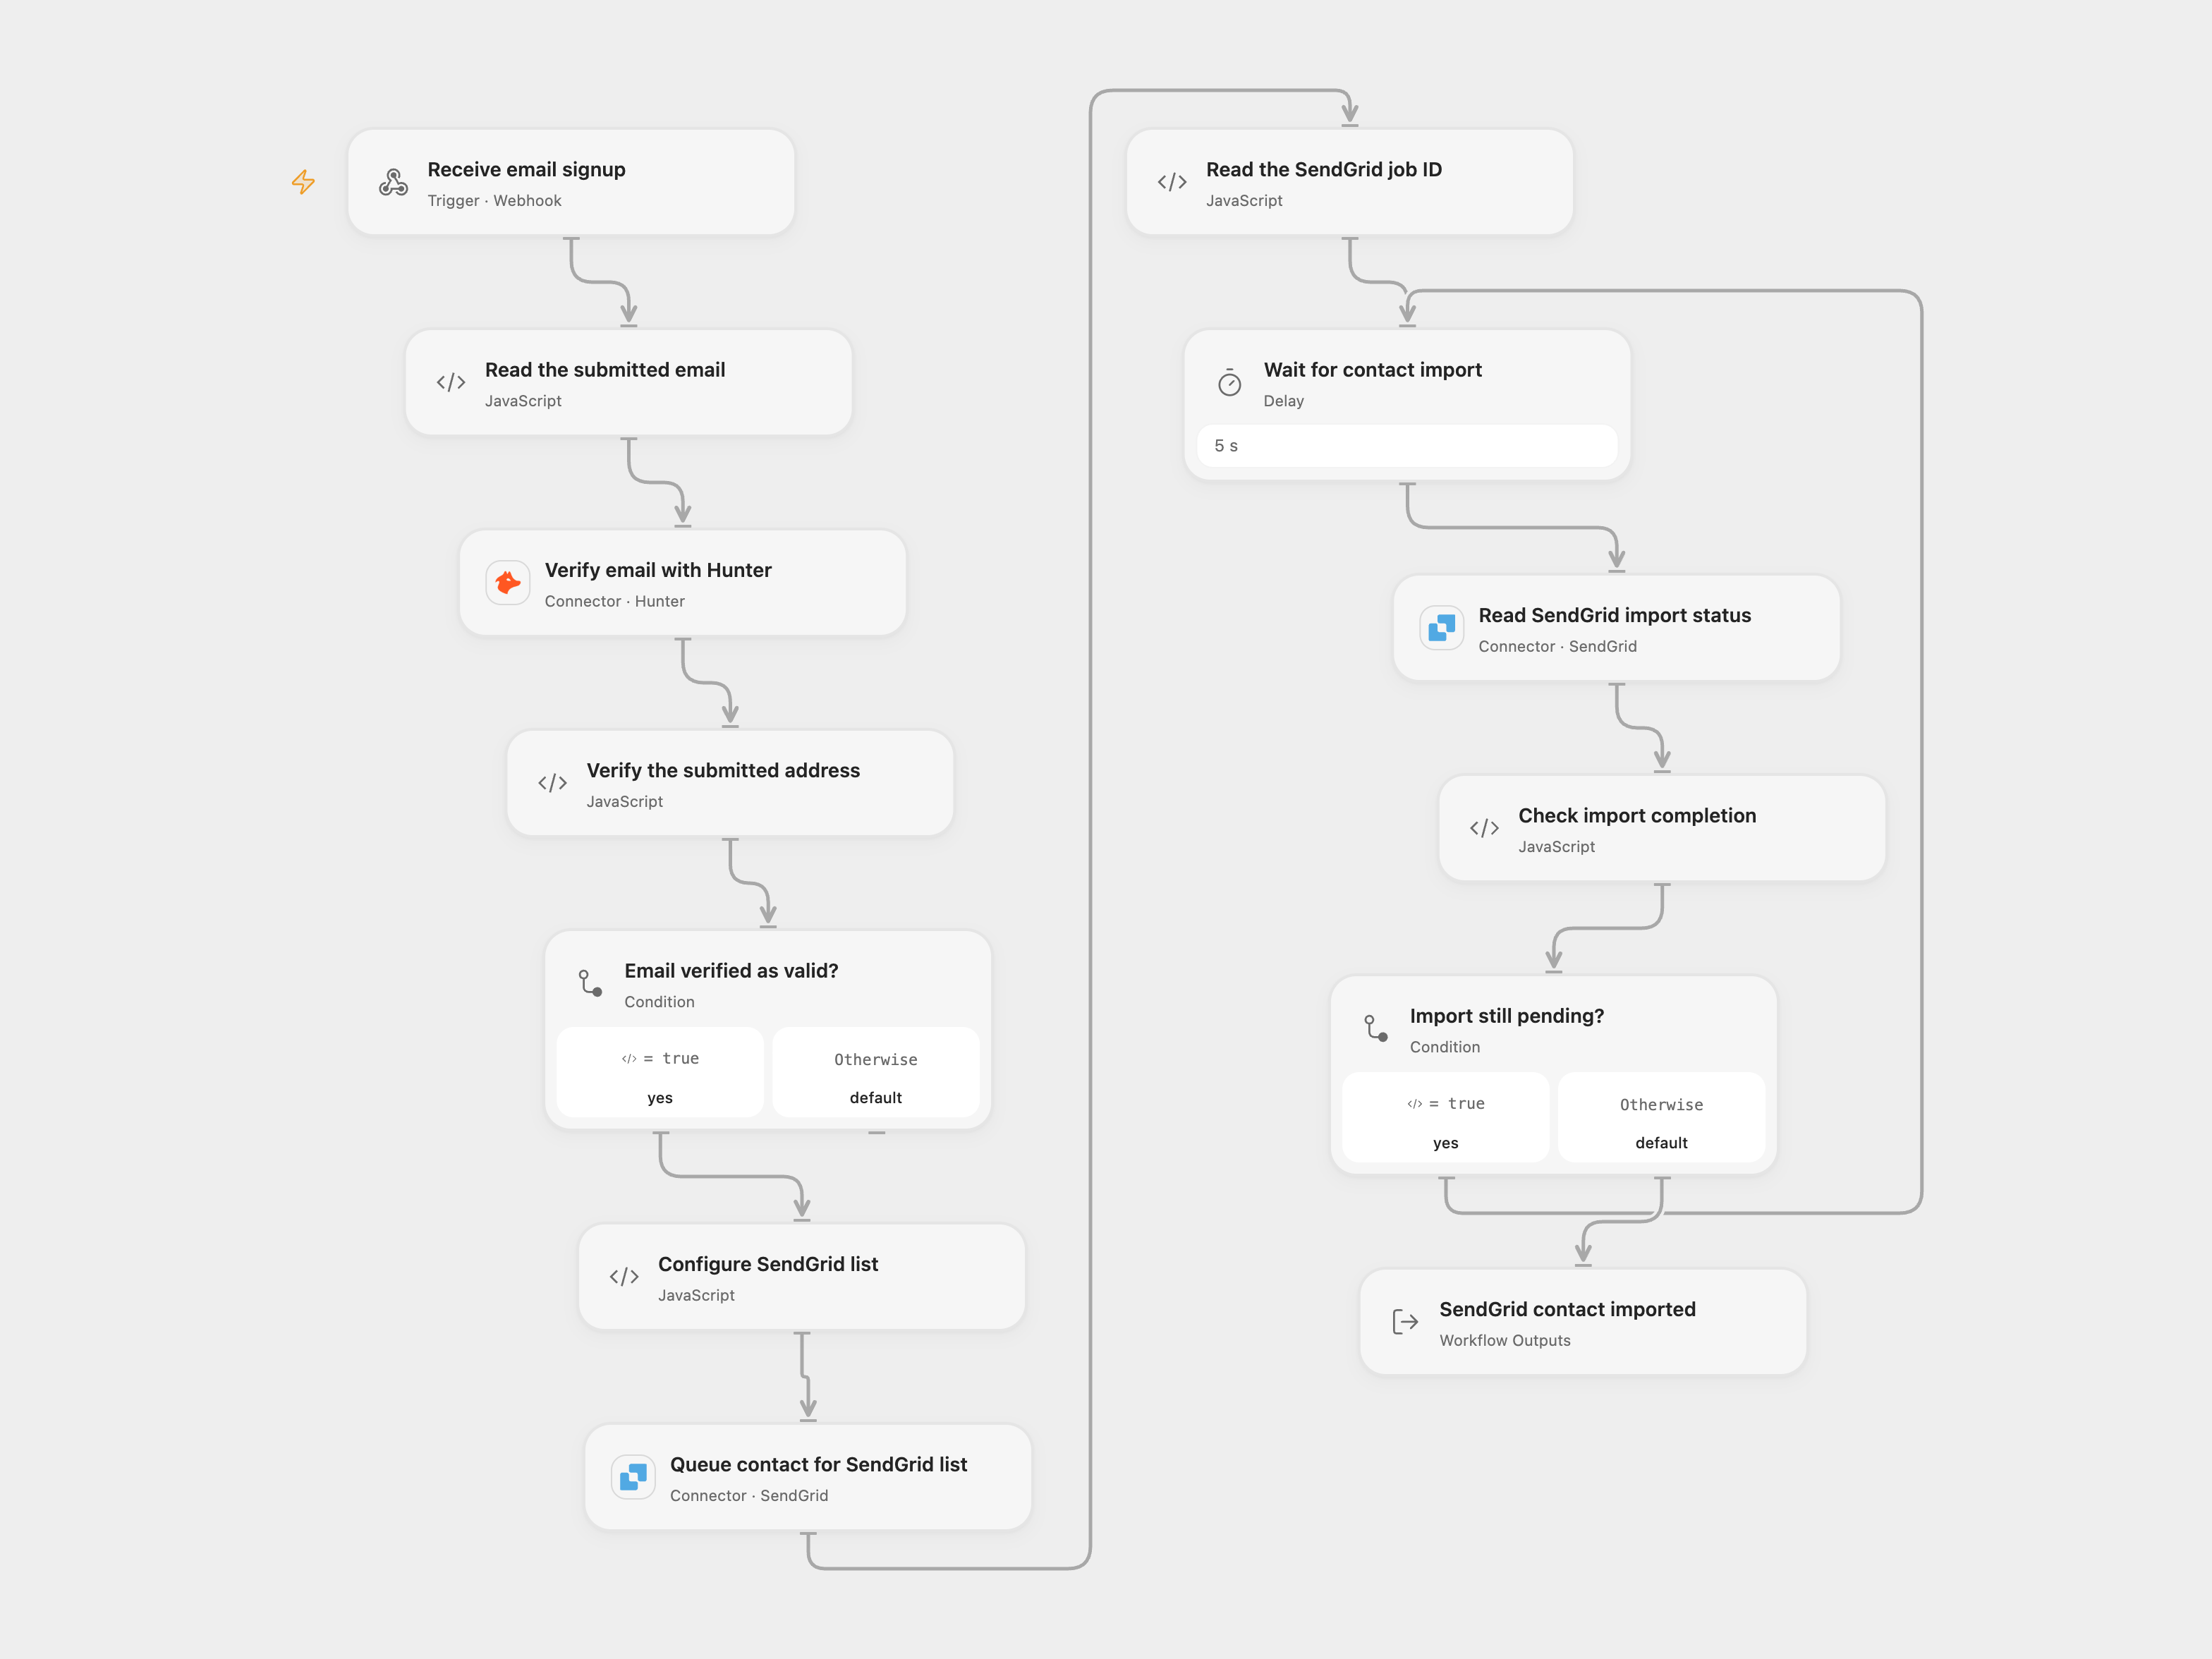 Receive email signup
Trigger · Webhook
Read the submitted email
JavaScript
Verify email with Hunter
Connector · Hunter
Verify the submitted address
JavaScript
Email verified as valid?
Condition
</> = true
yes
Otherwise
default
Configure SendGrid list
JavaScript
Queue contact for SendGrid list
Connector · SendGrid
Read the SendGrid job ID
JavaScript
Wait for contact import
Delay
5 s
Read SendGrid import status
Connector · SendGrid
Check import completion
JavaScript
Import still pending?
Condition
</> = true
yes
Otherwise
default
SendGrid contact imported
Workflow Outputs